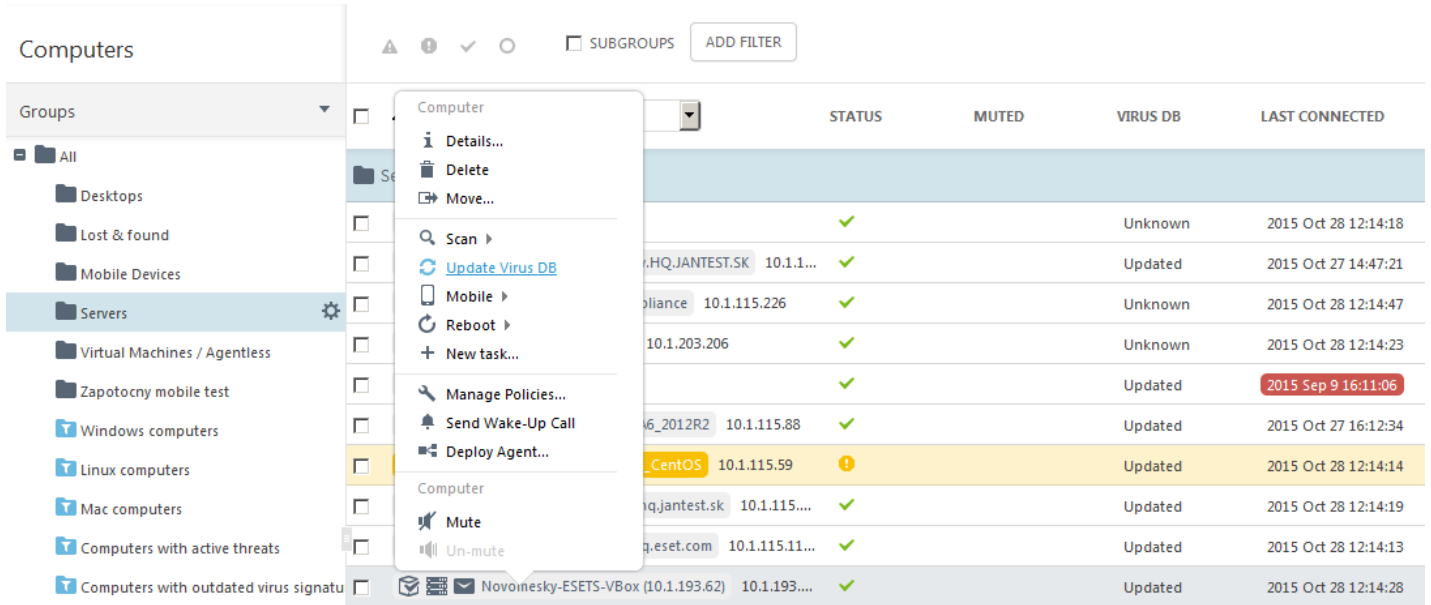 Computers
SUBGROUPS ADD FILTER
Groups
STATUS MUTED VIRUS DB LAST CONNECTED
All
Desktops
Lost & found
Mobile Devices
Servers
Virtual Machines / Agentless
Zapotocny mobile test
Windows computers
Linux computers
Mac computers
Computers with active threats
Computers with outdated virus signatu
Computer
Details...
Delete
Move...
Scan
Update Virus DB
Mobile
Reboot
New task...
Manage Policies...
Send Wake-Up Call
Deploy Agent...
Computer
Mute
Un-mute
Se
Unknown 2015 Oct 28 12:14:18
.HQ.JANTEST.SK 10.1.1... Updated 2015 Oct 27 14:47:21
pliance 10.1.115.226 Unknown 2015 Oct 28 12:14:47
10.1.203.206 Unknown 2015 Oct 28 12:14:23
Updated 2015 Sep 9 16:11:06
A6_2012R2 10.1.115.88 Updated 2015 Oct 27 16:12:34
_CentOS 10.1.115.59 Updated 2015 Oct 28 12:14:14
hq.jantest.sk 10.1.115.... Updated 2015 Oct 28 12:14:19
q.eset.com 10.1.115.11... Updated 2015 Oct 28 12:14:13
Novomesky-ESETS-VBox (10.1.193.62) 10.1.193.... Updated 2015 Oct 28 12:14:28